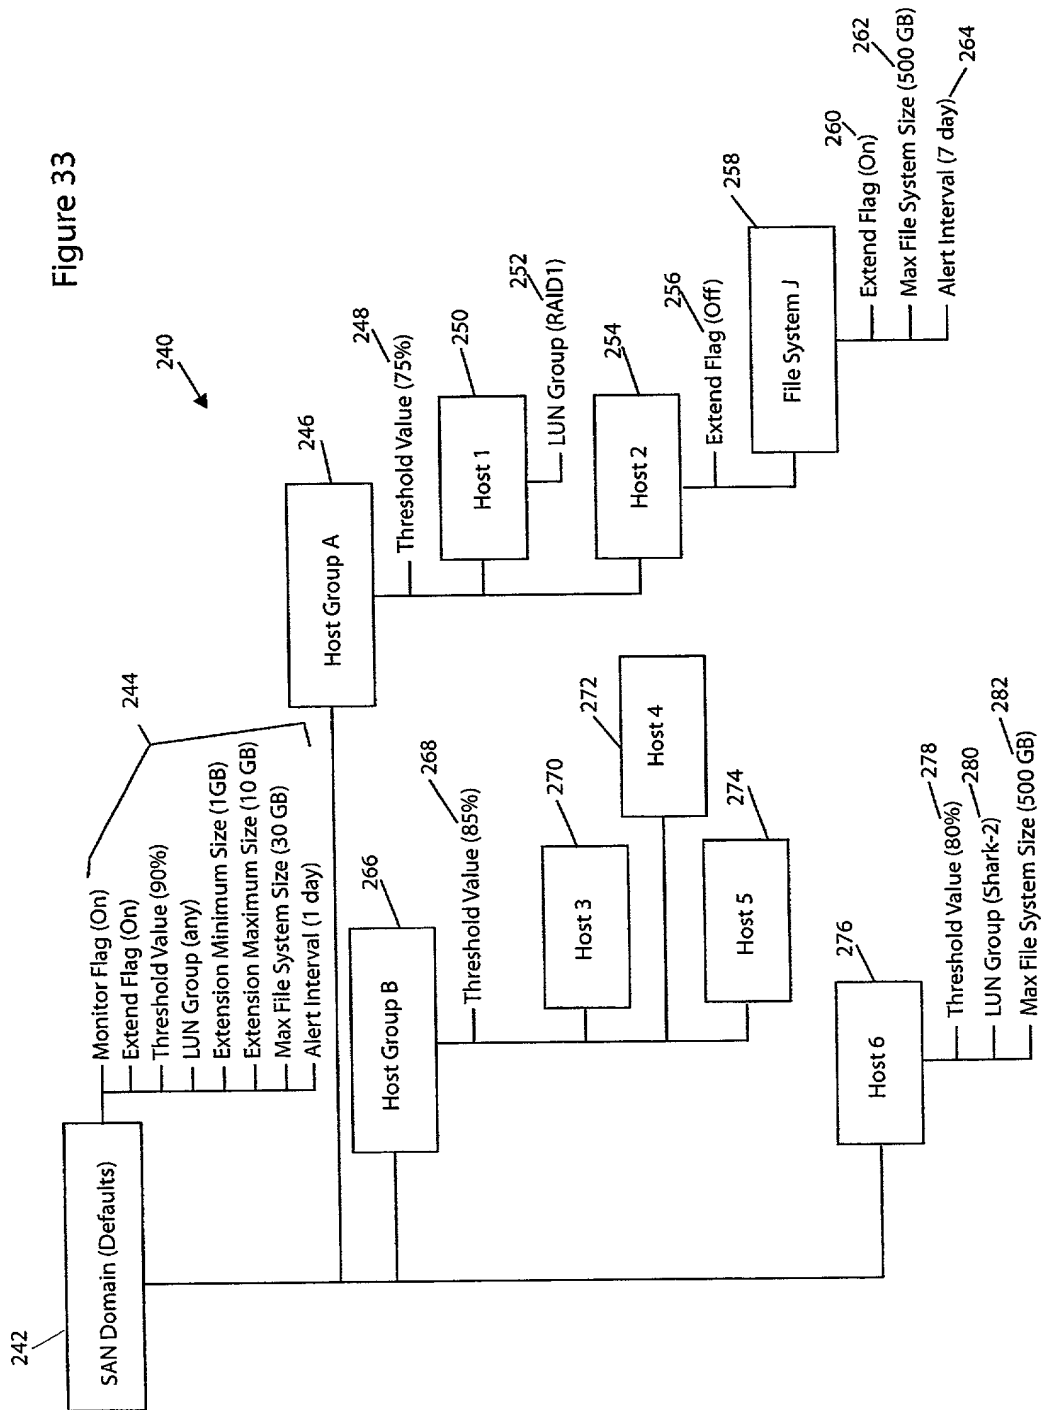 Figure 33
240
242
SAN Domain (Defaults)
244
Monitor Flag (On)
Extend Flag (On)
Threshold Value (90%)
LUN Group (any)
Extension Minimum Size (1GB)
Extension Maximum Size (10 GB)
Max File System Size (30 GB)
Alert Interval (1 day)
246
Host Group A
248
Threshold Value (75%)
250
Host 1
252
LUN Group (RAID1)
254
Host 2
256
Extend Flag (Off)
258
File System J
260
Extend Flag (On)
262
Max File System Size (500 GB)
264
Alert Interval (7 day)
266
Host Group B
268
Threshold Value (85%)
270
Host 3
272
Host 4
274
Host 5
276
Host 6
278
Threshold Value (80%)
280
LUN Group (Shark-2)
282
Max File System Size (500 GB)